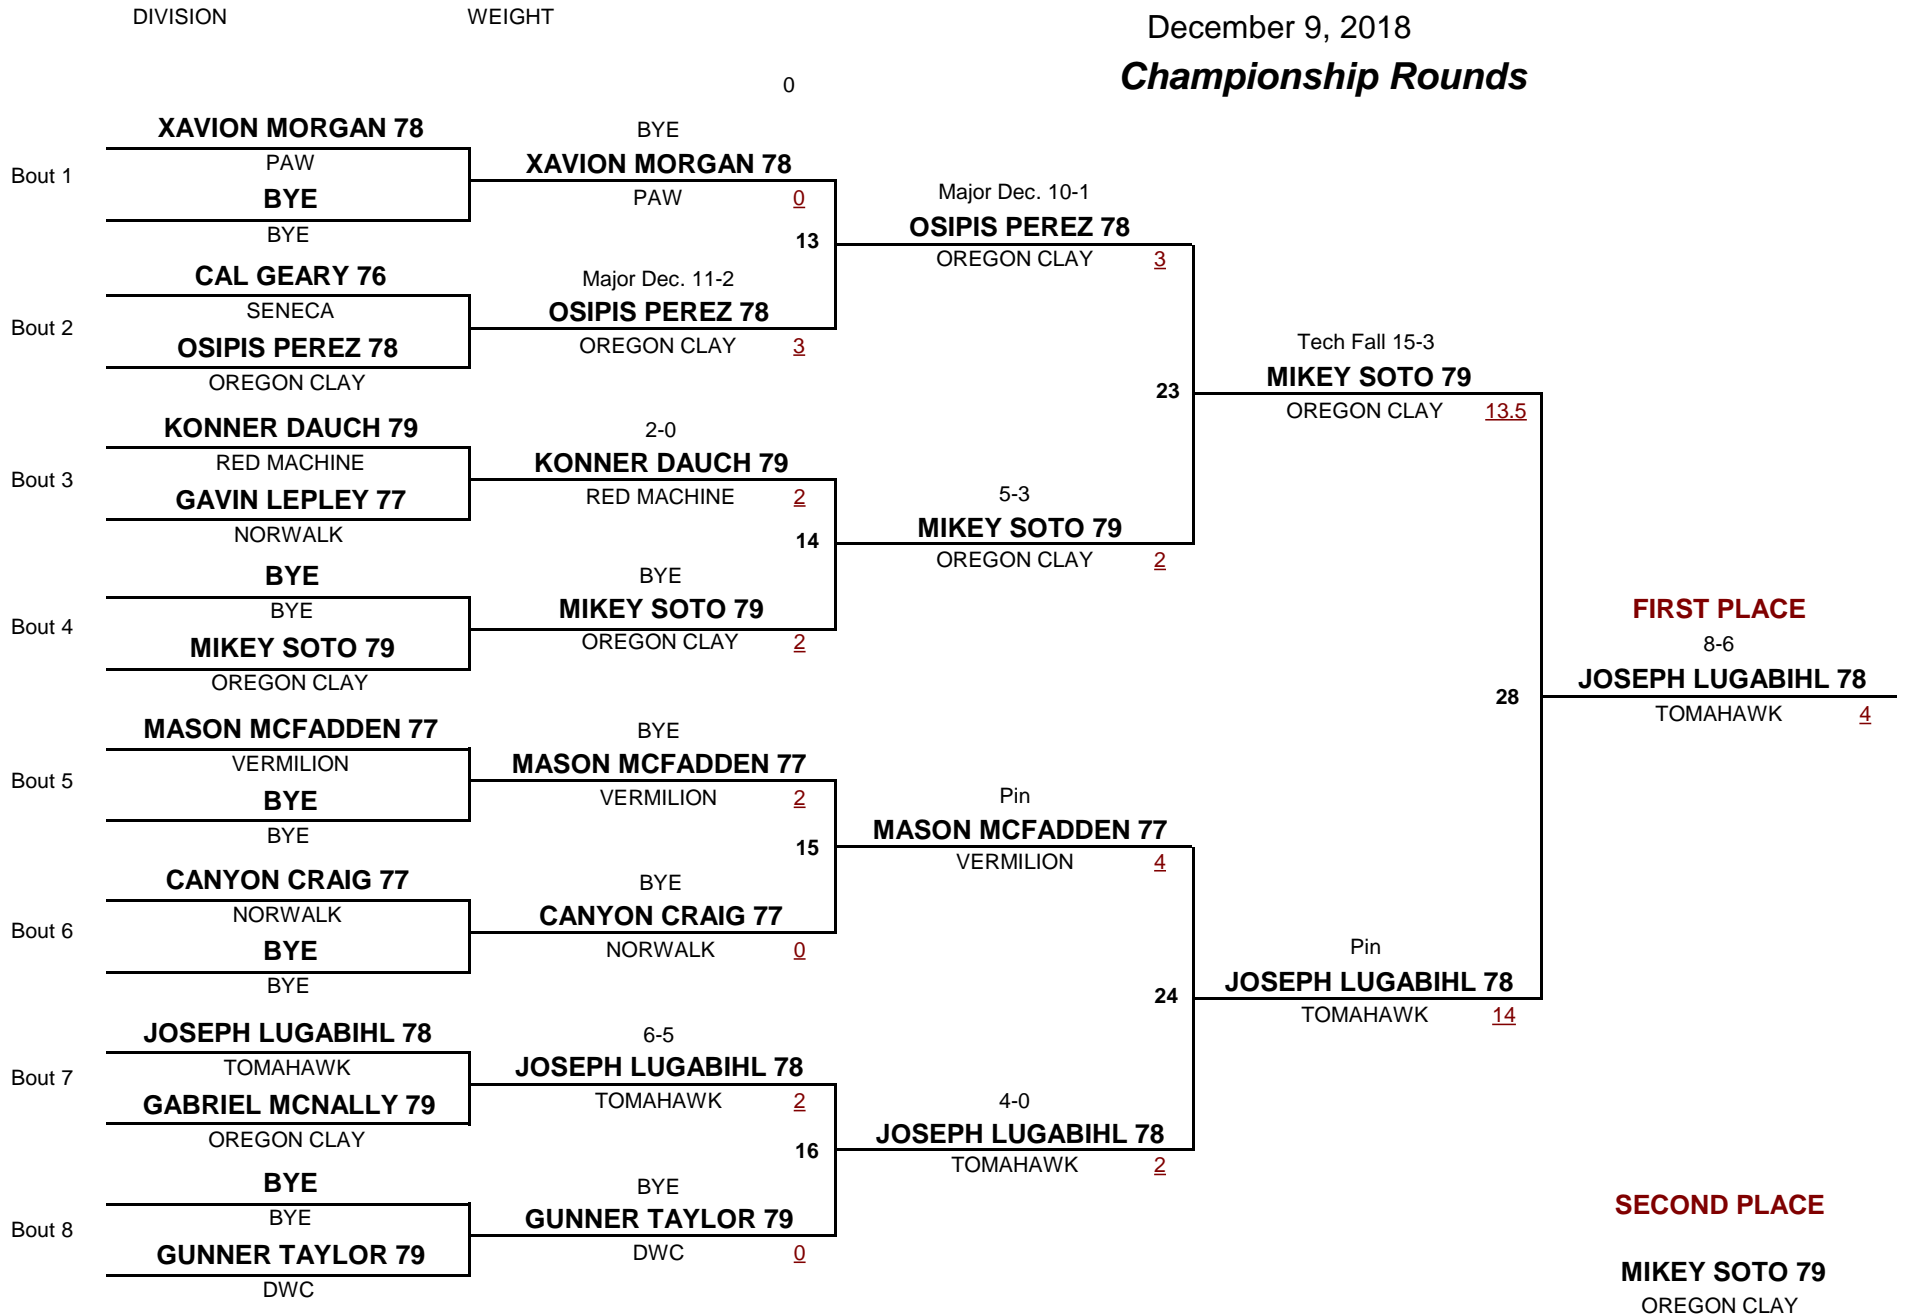 DIVISION WEIGHT
December 9, 2018
Championship Rounds
0
XAVION MORGAN 78
Bout 1
PAW
BYE
BYE
CAL GEARY 76
Bout 2
SENECA
OSIPIS PEREZ 78
OREGON CLAY
KONNER DAUCH 79
Bout 3
RED MACHINE
GAVIN LEPLEY 77
NORWALK
BYE
Bout 4
BYE
MIKEY SOTO 79
OREGON CLAY
MASON MCFADDEN 77
Bout 5
VERMILION
BYE
BYE
CANYON CRAIG 77
Bout 6
NORWALK
BYE
BYE
JOSEPH LUGABIHL 78
Bout 7
TOMAHAWK
GABRIEL MCNALLY 79
OREGON CLAY
BYE
Bout 8
BYE
GUNNER TAYLOR 79
DWC
BYE
XAVION MORGAN 78
PAW 0
13
Major Dec. 11-2
OSIPIS PEREZ 78
OREGON CLAY 3
2-0
KONNER DAUCH 79
RED MACHINE 2
14
BYE
MIKEY SOTO 79
OREGON CLAY 2
BYE
MASON MCFADDEN 77
VERMILION 2
15
BYE
CANYON CRAIG 77
NORWALK 0
6-5
JOSEPH LUGABIHL 78
TOMAHAWK 2
16
BYE
GUNNER TAYLOR 79
DWC 0
Major Dec. 10-1
OSIPIS PEREZ 78
OREGON CLAY 3
23
5-3
MIKEY SOTO 79
OREGON CLAY 2
Pin
MASON MCFADDEN 77
VERMILION 4
24
4-0
JOSEPH LUGABIHL 78
TOMAHAWK 2
Tech Fall 15-3
MIKEY SOTO 79
OREGON CLAY 13.5
28
Pin
JOSEPH LUGABIHL 78
TOMAHAWK 14
FIRST PLACE
8-6
JOSEPH LUGABIHL 78
TOMAHAWK 4
SECOND PLACE
MIKEY SOTO 79
OREGON CLAY